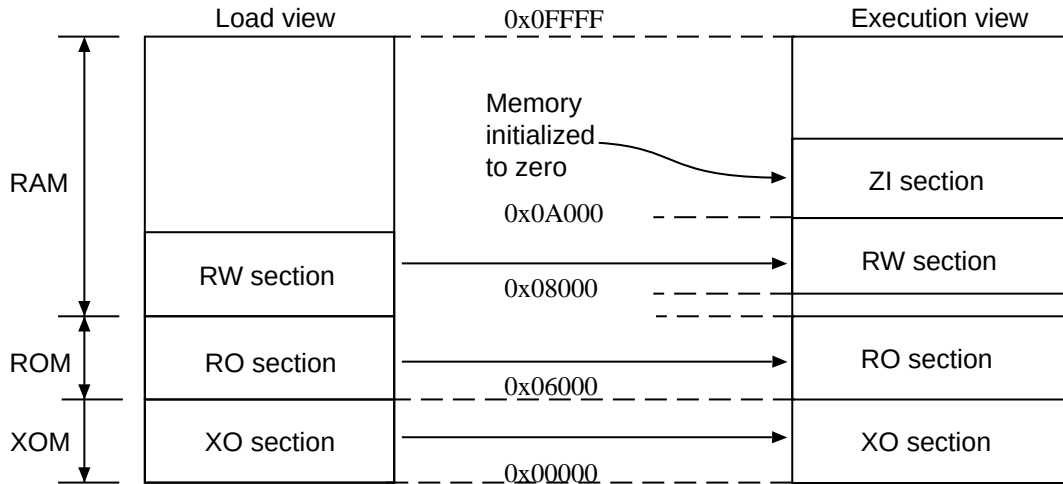 Load view
0x0FFFF
Execution view
Memory
initialized
to zero
RAM
ZI section
0x0A000
RW section
RW section
0x08000
ROM
RO section
RO section
0x06000
XOM
XO section
XO section
0x00000